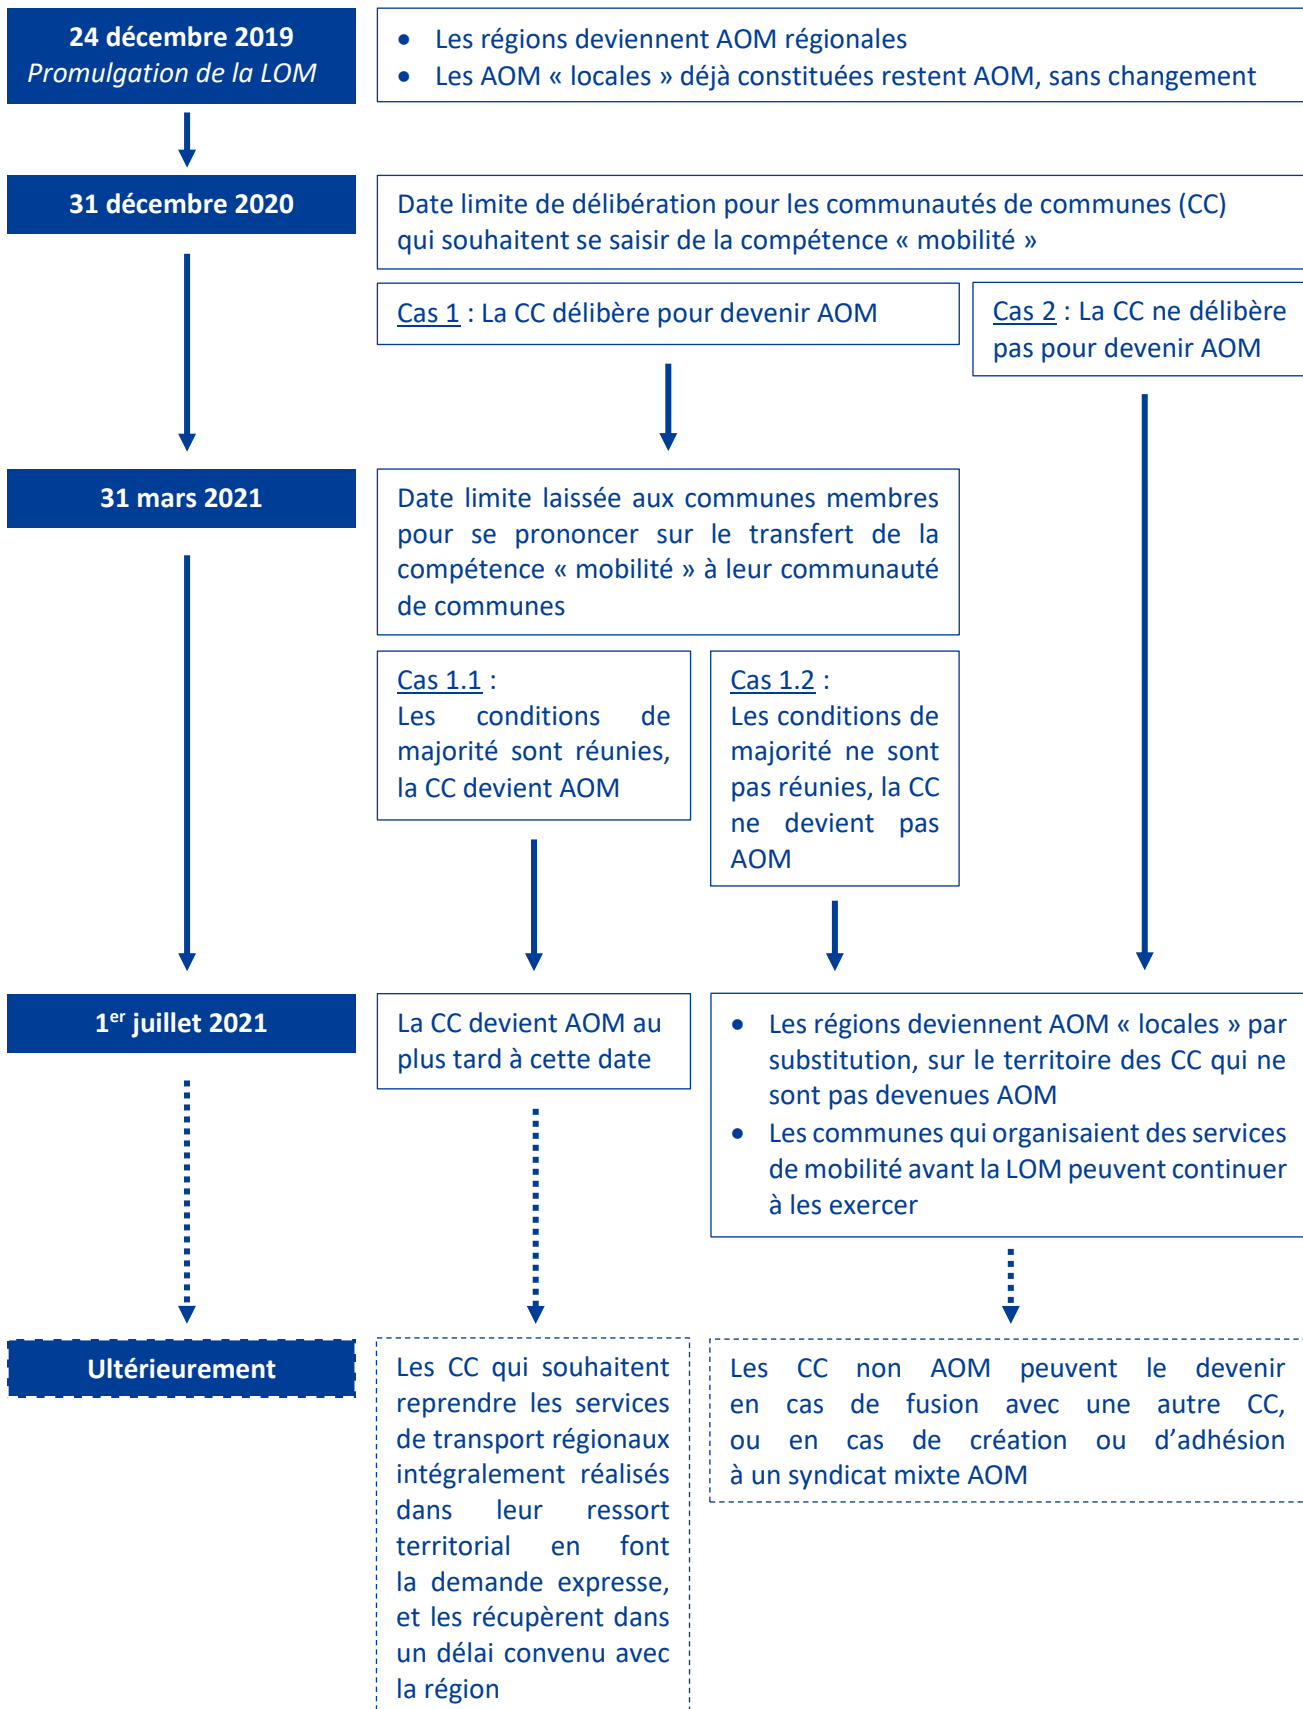 24 décembre 2019
Promulgation de la LOM
• Les régions deviennent AOM régionales
• Les AOM « locales » déjà constituées restent AOM, sans changement
31 décembre 2020
Date limite de délibération pour les communautés de communes (CC)
qui souhaitent se saisir de la compétence « mobilité »
Cas 1 : La CC délibère pour devenir AOM
Cas 2 : La CC ne délibère
pas pour devenir AOM
31 mars 2021
Date limite laissée aux communes membres
pour se prononcer sur le transfert de la
compétence « mobilité » à leur communauté
de communes
Cas 1.1 :
Les conditions de
majorité sont réunies,
la CC devient AOM
Cas 1.2 :
Les conditions de
majorité ne sont
pas réunies, la CC
ne devient pas
AOM
1er juillet 2021
La CC devient AOM au
plus tard à cette date
• Les régions deviennent AOM « locales » par
substitution, sur le territoire des CC qui ne
sont pas devenues AOM
• Les communes qui organisaient des services
de mobilité avant la LOM peuvent continuer
à les exercer
Ultérieurement
Les CC qui souhaitent
reprendre les services
de transport régionaux
intégralement réalisés
dans leur ressort
territorial en font
la demande expresse,
et les récupèrent dans
un délai convenu avec
la région
Les CC non AOM peuvent le devenir
en cas de fusion avec une autre CC,
ou en cas de création ou d'adhésion
à un syndicat mixte AOM